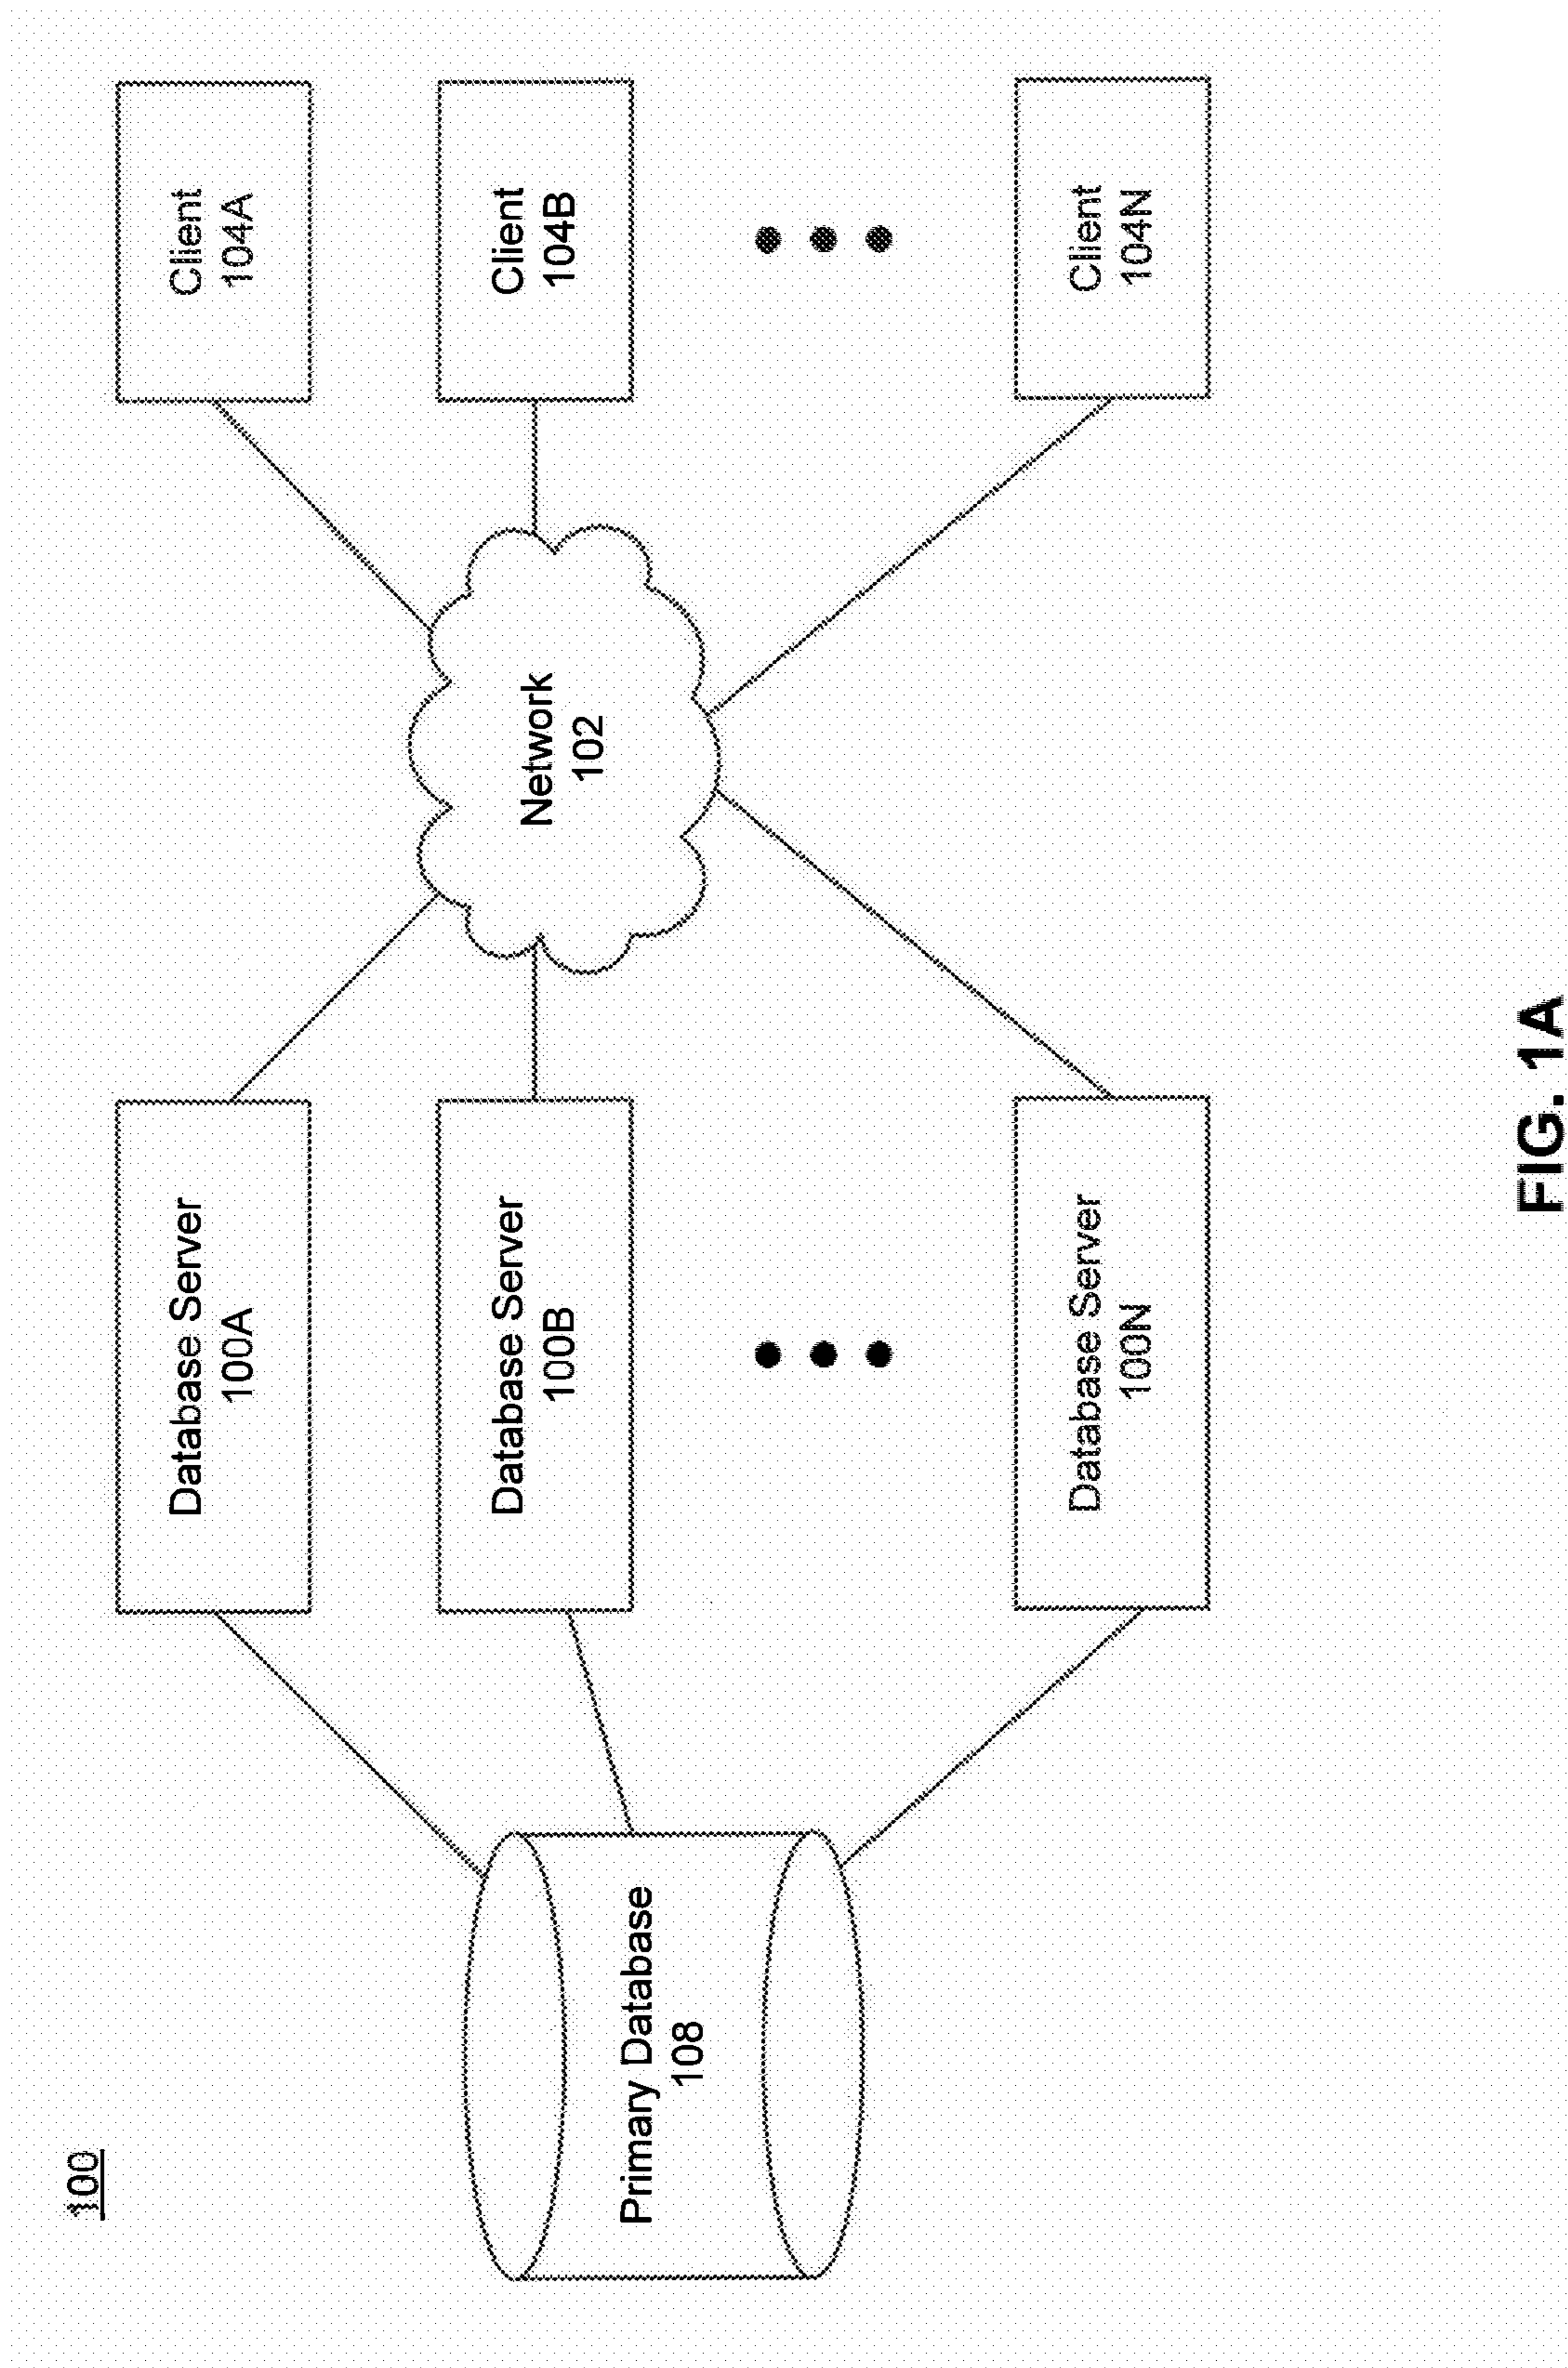 100
Primary Database
108
Database Server
100A
Database Server
100B
Database Server
100N
Network
102
Client
104A
Client
104B
Client
104N
FIG. 1A